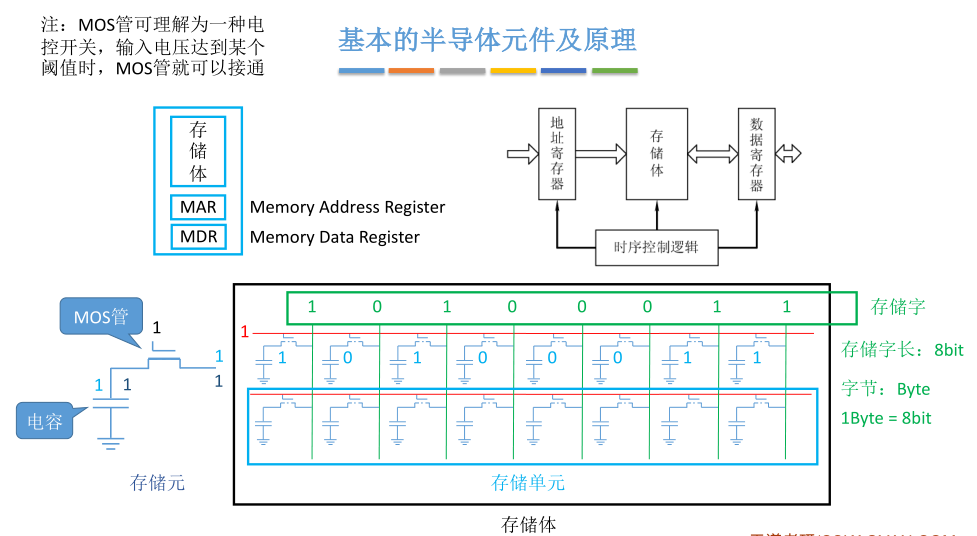 注：MOS管可理解为一种电
控开关，输入电压达到某个
阈值时，MOS管就可以接通
基本的半导体元件及原理
存
储
体
MAR
Memory Address Register
MDR
Memory Data Register
地
址
寄
存
器
存
储
体
数
据
寄
存
器
时序控制逻辑
MOS管
1
1
1
1
1
电容
存储元
1 0 1 0 0 0 1 1
存储字
1
1 0 1 0 0 0 1 1
存储字长：8bit
字节：Byte
1Byte = 8bit
存储单元
存储体